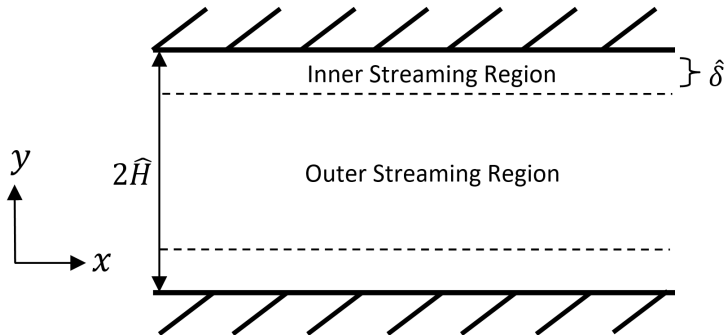 Inner Streaming Region
δ̂
y
2Ĥ
Outer Streaming Region
x